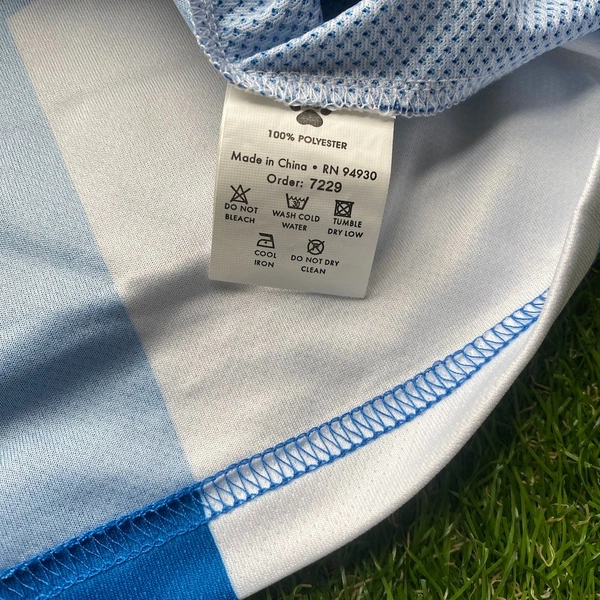 100% POLYESTER
Made in China • RN 94930
Order: 7229
30
DO NOT
BLEACH
WASH COLD
WATER
TUMBLE
DRY LOW
COOL
IRON
DO NOT DRY
CLEAN